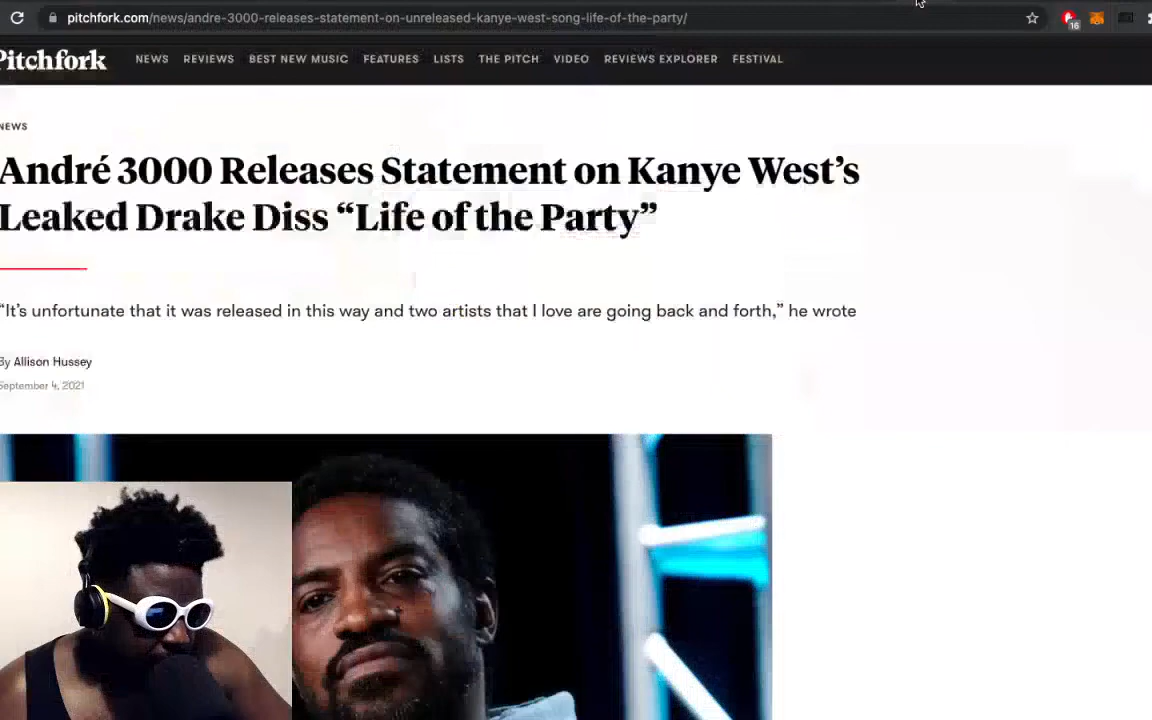 pitchfork.com/news/andre-3000-releases-statement-on-unreleased-kanye-west-song-life-of-the-party/
16
Pitchfork NEWS REVIEWS BEST NEW MUSIC FEATURES LISTS THE PITCH VIDEO REVIEWS EXPLORER FESTIVAL
NEWS
André 3000 Releases Statement on Kanye West’s
Leaked Drake Diss “Life of the Party”
“It’s unfortunate that it was released in this way and two artists that I love are going back and forth,” he wrote
By Allison Hussey
September 4, 2021